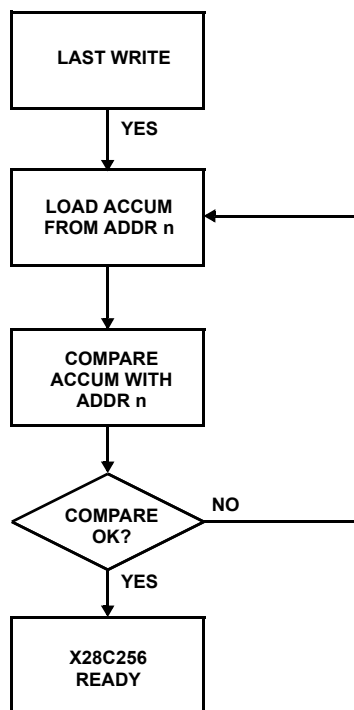 LAST WRITE
YES
LOAD ACCUM
FROM ADDR n
COMPARE
ACCUM WITH
ADDR n
COMPARE
OK?
NO
YES
X28C256
READY